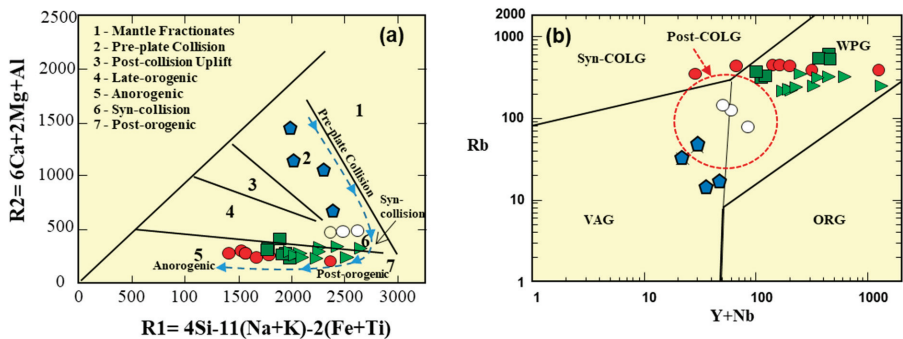 (a)
1 - Mantle Fractionates
2 - Pre-plate Collision
3 - Post-collision Uplift
4 - Late-orogenic
5 - Anorogenic
6 - Syn-collision
7 - Post-orogenic
1
2
3
4
5
6
7
Pre-plate Collision
Syn-
collision
Anorogenic
Post-orogenic
R2= 6Ca+2Mg+Al
2500
2000
1500
1000
500
250
0
0
500
1000
1500
2000
2500
3000
R1= 4Si-11(Na+K)-2(Fe+Ti)
(b)
Post-COLG
Syn-COLG
WPG
VAG
ORG
Rb
2000
1000
100
10
1
1
10
100
1000
Y+Nb